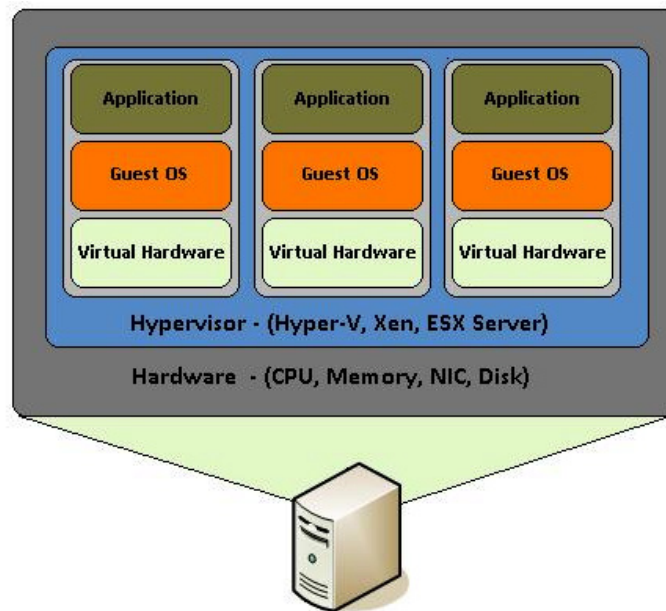 Application Application Application
Guest OS Guest OS Guest OS
Virtual Hardware Virtual Hardware Virtual Hardware
Hypervisor - (Hyper-V, Xen, ESX Server)
Hardware - (CPU, Memory, NIC, Disk)